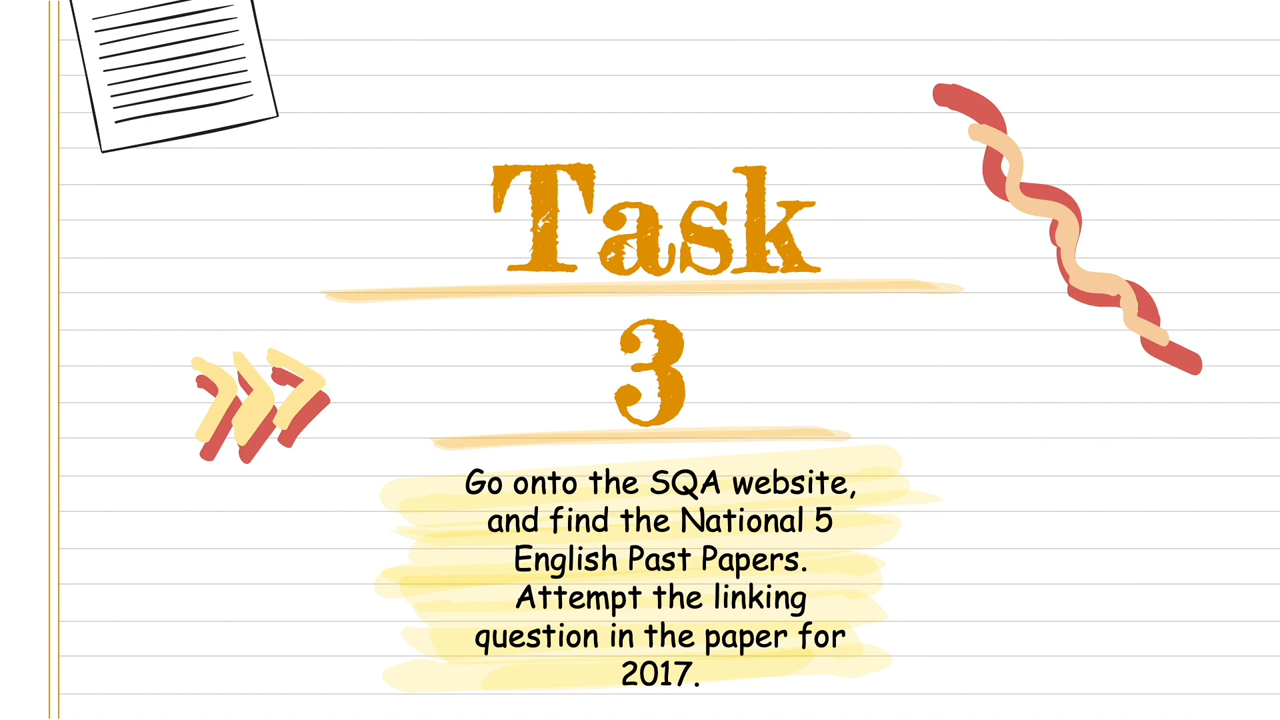 Task
3
Go onto the SQA website,
and find the National 5
English Past Papers.
Attempt the linking
question in the paper for
2017.